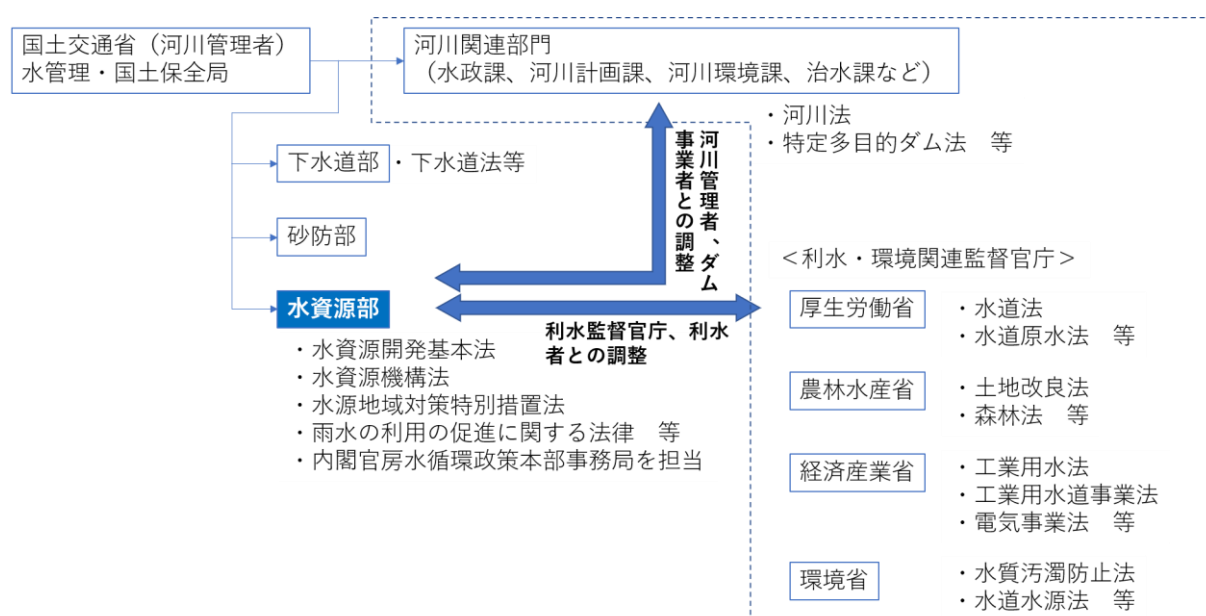 国土交通省（河川管理者）
水管理・国土保全局
河川関連部門
（水政課、河川計画課、河川環境課、治水課など）
・河川法
・特定多目的ダム法　等
下水道部
・下水道法等
砂防部
水資源部
河川管理者、ダム
事業者との調整
利水監督官庁、利水
者との調整
・水資源開発基本法
・水資源機構法
・水源地域対策特別措置法
・雨水の利用の促進に関する法律　等
・内閣官房水循環政策本部事務局を担当
＜利水・環境関連監督官庁＞
厚生労働省
・水道法
・水道原水法　等
農林水産省
・土地改良法
・森林法　等
経済産業省
・工業用水法
・工業用水道事業法
・電気事業法　等
環境省
・水質汚濁防止法
・水道水源法　等